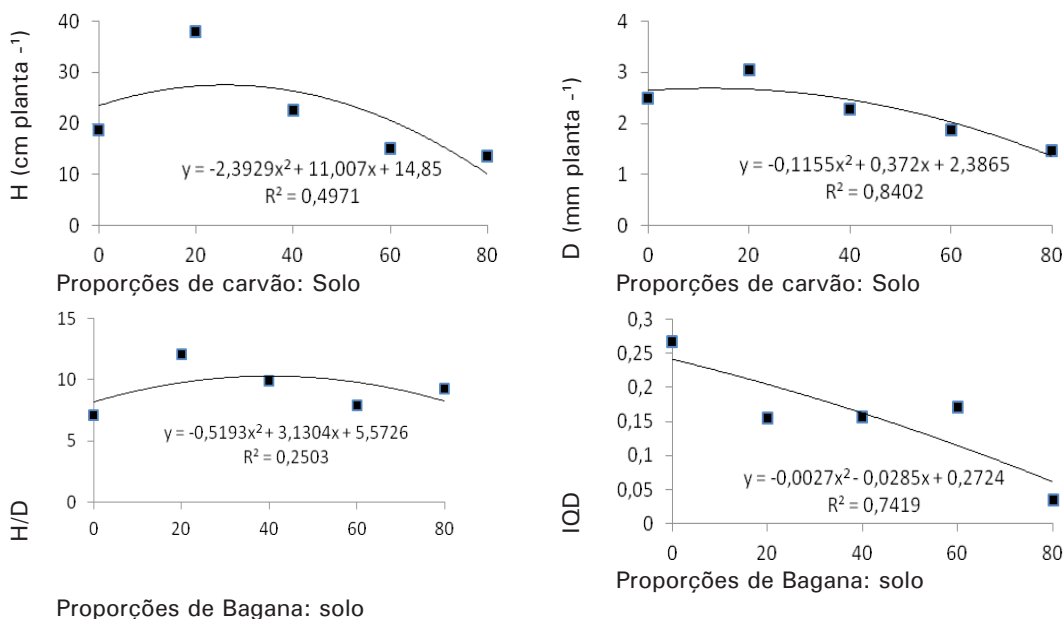 H (cm planta -¹)
40
30
20
10
0
y = -2,3929x² + 11,007x + 14,85
R² = 0,4971
0 20 40 60 80
Proporções de carvão: Solo
D (mm planta -¹)
4
3
2
1
0
y = -0,1155x² + 0,372x + 2,3865
R² = 0,8402
0 20 40 60 80
Proporções de carvão: Solo
H/D
15
10
5
0
y = -0,5193x² + 3,1304x + 5,5726
R² = 0,2503
0 20 40 60 80
Proporções de Bagana: solo
IQD
0,3
0,25
0,2
0,15
0,1
0,05
0
y = -0,0027x² - 0,0285x + 0,2724
R² = 0,7419
0 20 40 60 80
Proporções de Bagana: solo